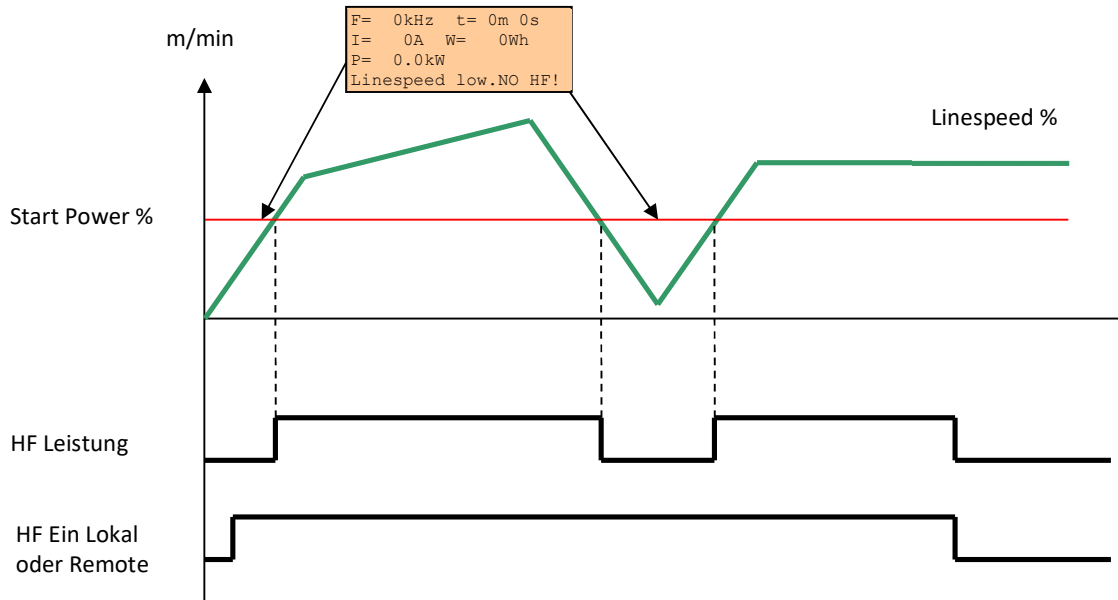 m/min
F=  0kHz  t= 0m 0s
I=   0A  W=   0Wh
P=  0.0kW
Linespeed low.NO HF!
Linespeed %
Start Power %
HF Leistung
HF Ein Lokal
oder Remote